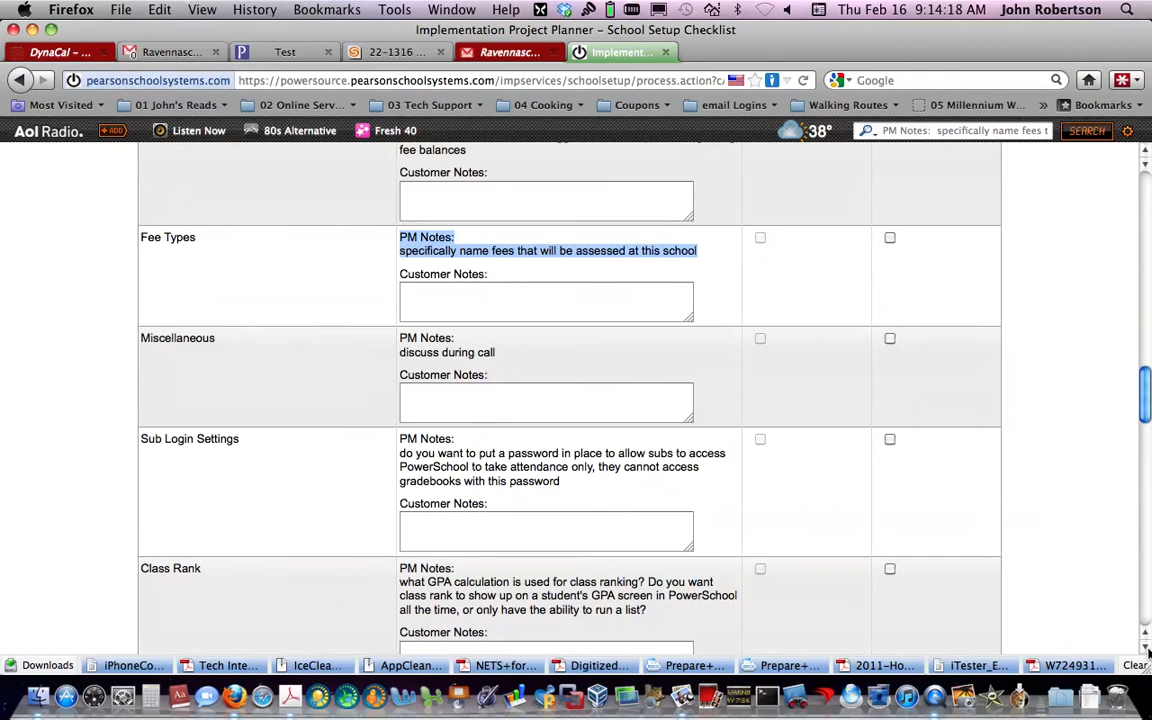 Firefox File Edit View History Bookmarks Tools Window Help Thu Feb 16 9:14:18 AM John Robertson
Implementation Project Planner – School Setup Checklist
DynaCal – ... Ravennasc... Test 22-1316 ... Ravennasc... Implement...
pearsonschoolsystems.com https://powersource.pearsonschoolsystems.com/impservices/schoolsetup/process.action?c Google
Most Visited 01 John's Reads 02 Online Serv... 03 Tech Support 04 Cooking Coupons email Logins Walking Routes 05 Millennium W... » Bookmarks
Aol Radio. +ADD Listen Now 80s Alternative Fresh 40 38° PM Notes: specifically name fees t SEARCH
fee balances
Customer Notes:
Fee Types
PM Notes:
specifically name fees that will be assessed at this school
Customer Notes:
Miscellaneous
PM Notes:
discuss during call
Customer Notes:
Sub Login Settings
PM Notes:
do you want to put a password in place to allow subs to access
PowerSchool to take attendance only, they cannot access
gradebooks with this password
Customer Notes:
Class Rank
PM Notes:
what GPA calculation is used for class ranking? Do you want
class rank to show up on a student's GPA screen in PowerSchool
all the time, or only have the ability to run a list?
Customer Notes:
Downloads iPhoneCo... Tech Inte... IceClea... AppClean... NETS+for... Digitized... Prepare+... Prepare+... 2011-Ho... iTester_E... W724931... Clear